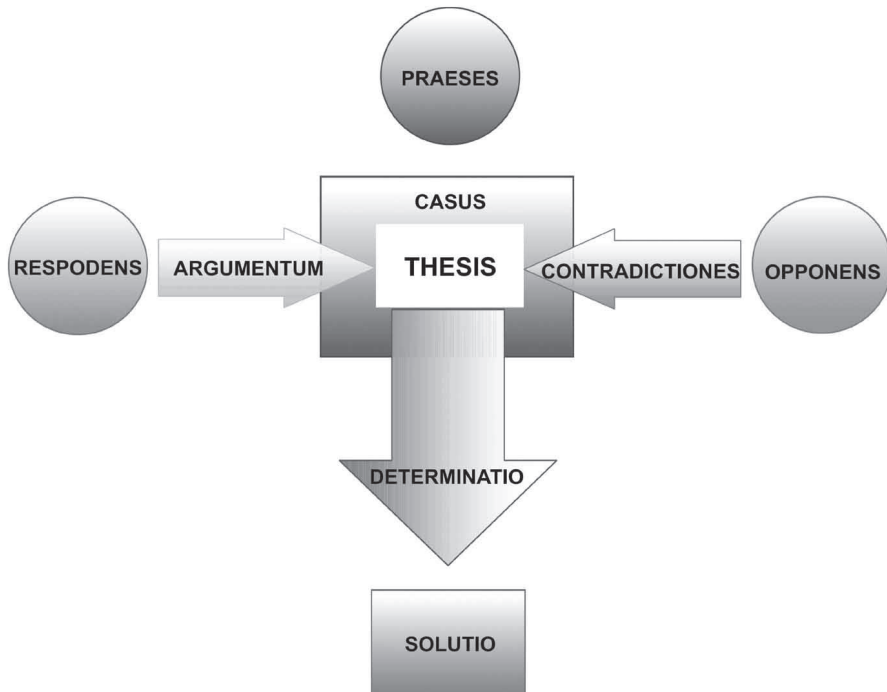 PRAESES
CASUS
RESPODENS
ARGUMENTUM
THESIS
CONTRADICTIONES
OPPONENS
DETERMINATIO
SOLUTIO